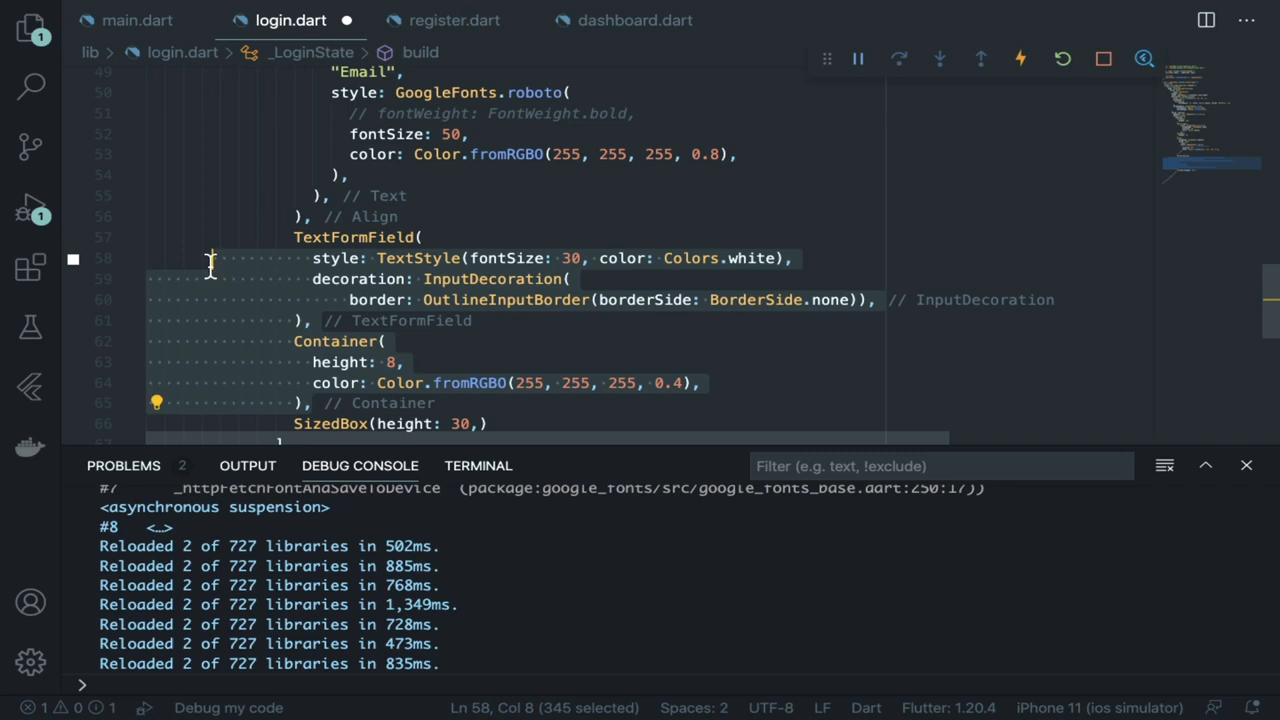 1
main.dart
login.dart
register.dart
dashboard.dart
lib > login.dart > _LoginState > build
49 "Email",
50 style: GoogleFonts.roboto(
51 // fontWeight: FontWeight.bold,
52 fontSize: 50,
53 color: Color.fromRGBO(255, 255, 255, 0.8),
54 ),
55 ), // Text
56 ), // Align
57 TextFormField(
58 style: TextStyle(fontSize: 30, color: Colors.white),
59 decoration: InputDecoration(
60 border: OutlineInputBorder(borderSide: BorderSide.none)), // InputDecoration
61 ), // TextFormField
62 Container(
63 height: 8,
64 color: Color.fromRGBO(255, 255, 255, 0.4),
65 ), // Container
66 SizedBox(height: 30,)
1
PROBLEMS 2 OUTPUT DEBUG CONSOLE TERMINAL Filter (e.g. text, !exclude)
#7 _httpFetchFontAndSaveToDevice (package:google_fonts/src/google_fonts_base.dart:250:17))
<asynchronous suspension>
#8 <…>
Reloaded 2 of 727 libraries in 502ms.
Reloaded 2 of 727 libraries in 885ms.
Reloaded 2 of 727 libraries in 768ms.
Reloaded 2 of 727 libraries in 1,349ms.
Reloaded 2 of 727 libraries in 728ms.
Reloaded 2 of 727 libraries in 473ms.
Reloaded 2 of 727 libraries in 835ms.
>
1 0 1 Debug my code Ln 58, Col 8 (345 selected) Spaces: 2 UTF-8 LF Dart Flutter: 1.20.4 iPhone 11 (ios simulator)